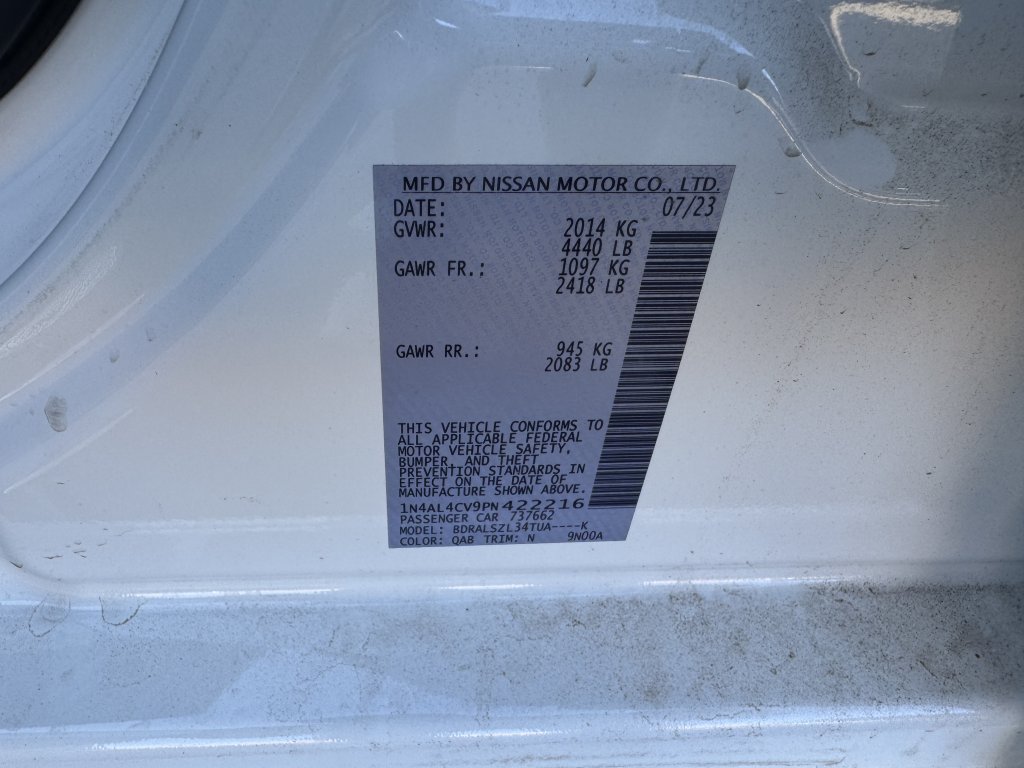 MFD BY NISSAN MOTOR CO., LTD.
DATE: 07/23
GVWR: 2014 KG
4440 LB
GAWR FR.: 1097 KG
2418 LB
GAWR RR.: 945 KG
2083 LB
THIS VEHICLE CONFORMS TO
ALL APPLICABLE FEDERAL
MOTOR VEHICLE SAFETY,
BUMPER, AND THEFT
PREVENTION STANDARDS IN
EFFECT ON THE DATE OF
MANUFACTURE SHOWN ABOVE.
1N4AL4CV9PN422216
PASSENGER CAR 737662
MODEL: BDRALSZL34TUA----K
COLOR: QAB TRIM: N 9N00A